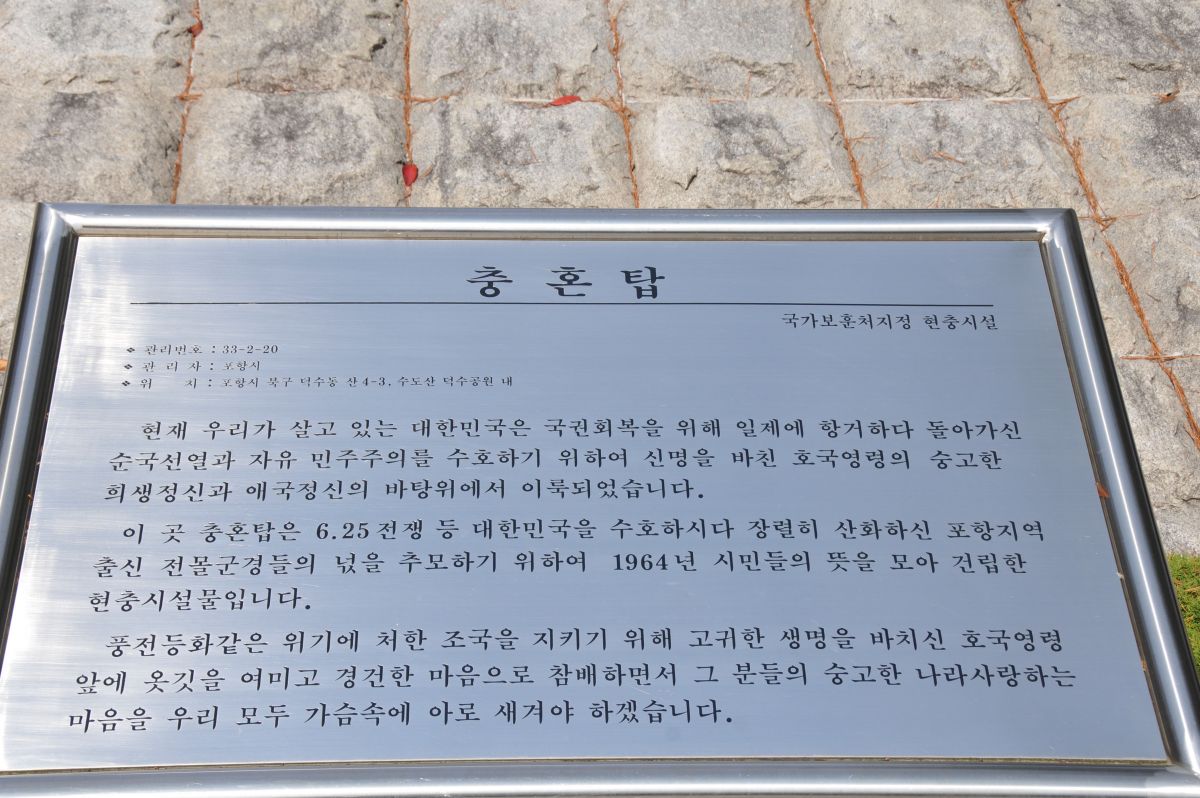 충혼탑
국가보훈처지정 현충시설
❖ 관리번호 : 33-2-20
❖ 관 리 자 : 포항시
❖ 위 치 : 포항시 북구 덕수동 산 4-3, 수도산 덕수공원 내
현재 우리가 살고 있는 대한민국은 국권회복을 위해 일제에 항거하다 돌아가신
순국선열과 자유 민주주의를 수호하기 위하여 신명을 바친 호국영령의 숭고한
희생정신과 애국정신의 바탕위에서 이룩되었습니다.
이 곳 충혼탑은 6.25 전쟁 등 대한민국을 수호하시다 장렬히 산화하신 포항지역
출신 전몰군경들의 넋을 추모하기 위하여 1964년 시민들의 뜻을 모아 건립한
현충시설물입니다.
풍전등화같은 위기에 처한 조국을 지키기 위해 고귀한 생명을 바치신 호국영령
앞에 옷깃을 여미고 경건한 마음으로 참배하면서 그 분들의 숭고한 나라사랑하는
마음을 우리 모두 가슴속에 아로 새겨야 하겠습니다.